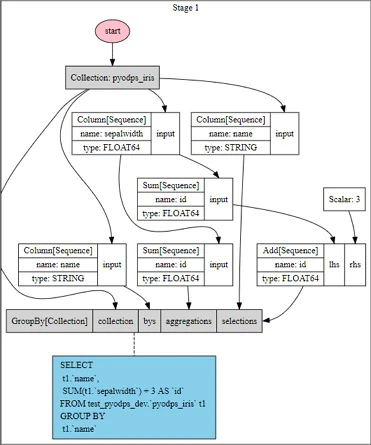 Stage 1
start
Collection: pyodps_iris
Column[Sequence]
name: sepalwidth
type: FLOAT64
input
Column[Sequence]
name: name
type: STRING
input
Sum[Sequence]
name: id
type: FLOAT64
input
Scalar: 3
Column[Sequence]
name: name
type: STRING
input
Sum[Sequence]
name: id
type: FLOAT64
input
Add[Sequence]
name: id
type: FLOAT64
lhs
rhs
GroupBy[Collection]
collection
bys
aggregations
selections
SELECT
t1.`name`,
SUM(t1.`sepalwidth`) + 3 AS `id`
FROM test_pyodps_dev.`pyodps_iris` t1
GROUP BY
t1.`name`